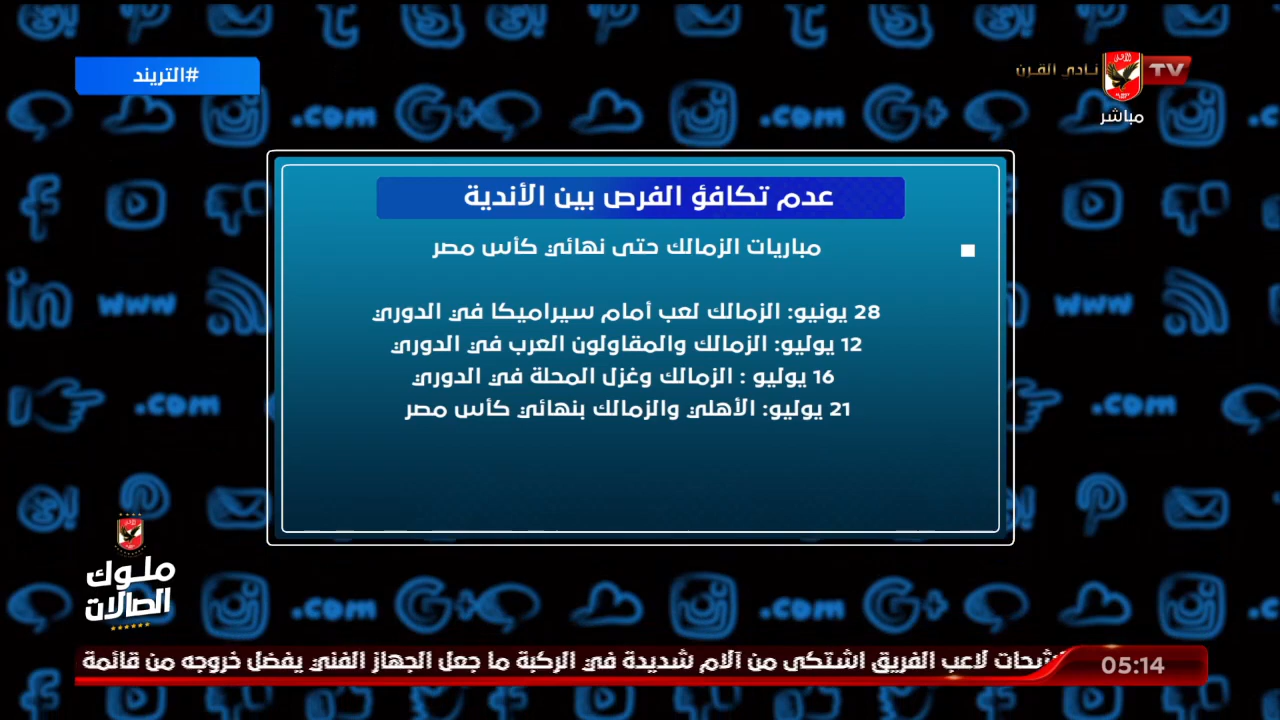 #التريند
نادي القرن
TV
مباشر
عدم تكافؤ الفرص بين الأندية
مباريات الزمالك حتى نهائي كأس مصر
28 يونيو: الزمالك لعب أمام سيراميكا في الدوري
12 يوليو: الزمالك والمقاولون العرب في الدوري
16 يوليو : الزمالك وغزل المحلة في الدوري
21 يوليو: الأهلي والزمالك بنهائي كأس مصر
ملوك
الصالات
لاعب الفريق اشتكى من آلام شديدة في الركبة ما جعل الجهاز الفني يفضل خروجه من قائمة
05:14